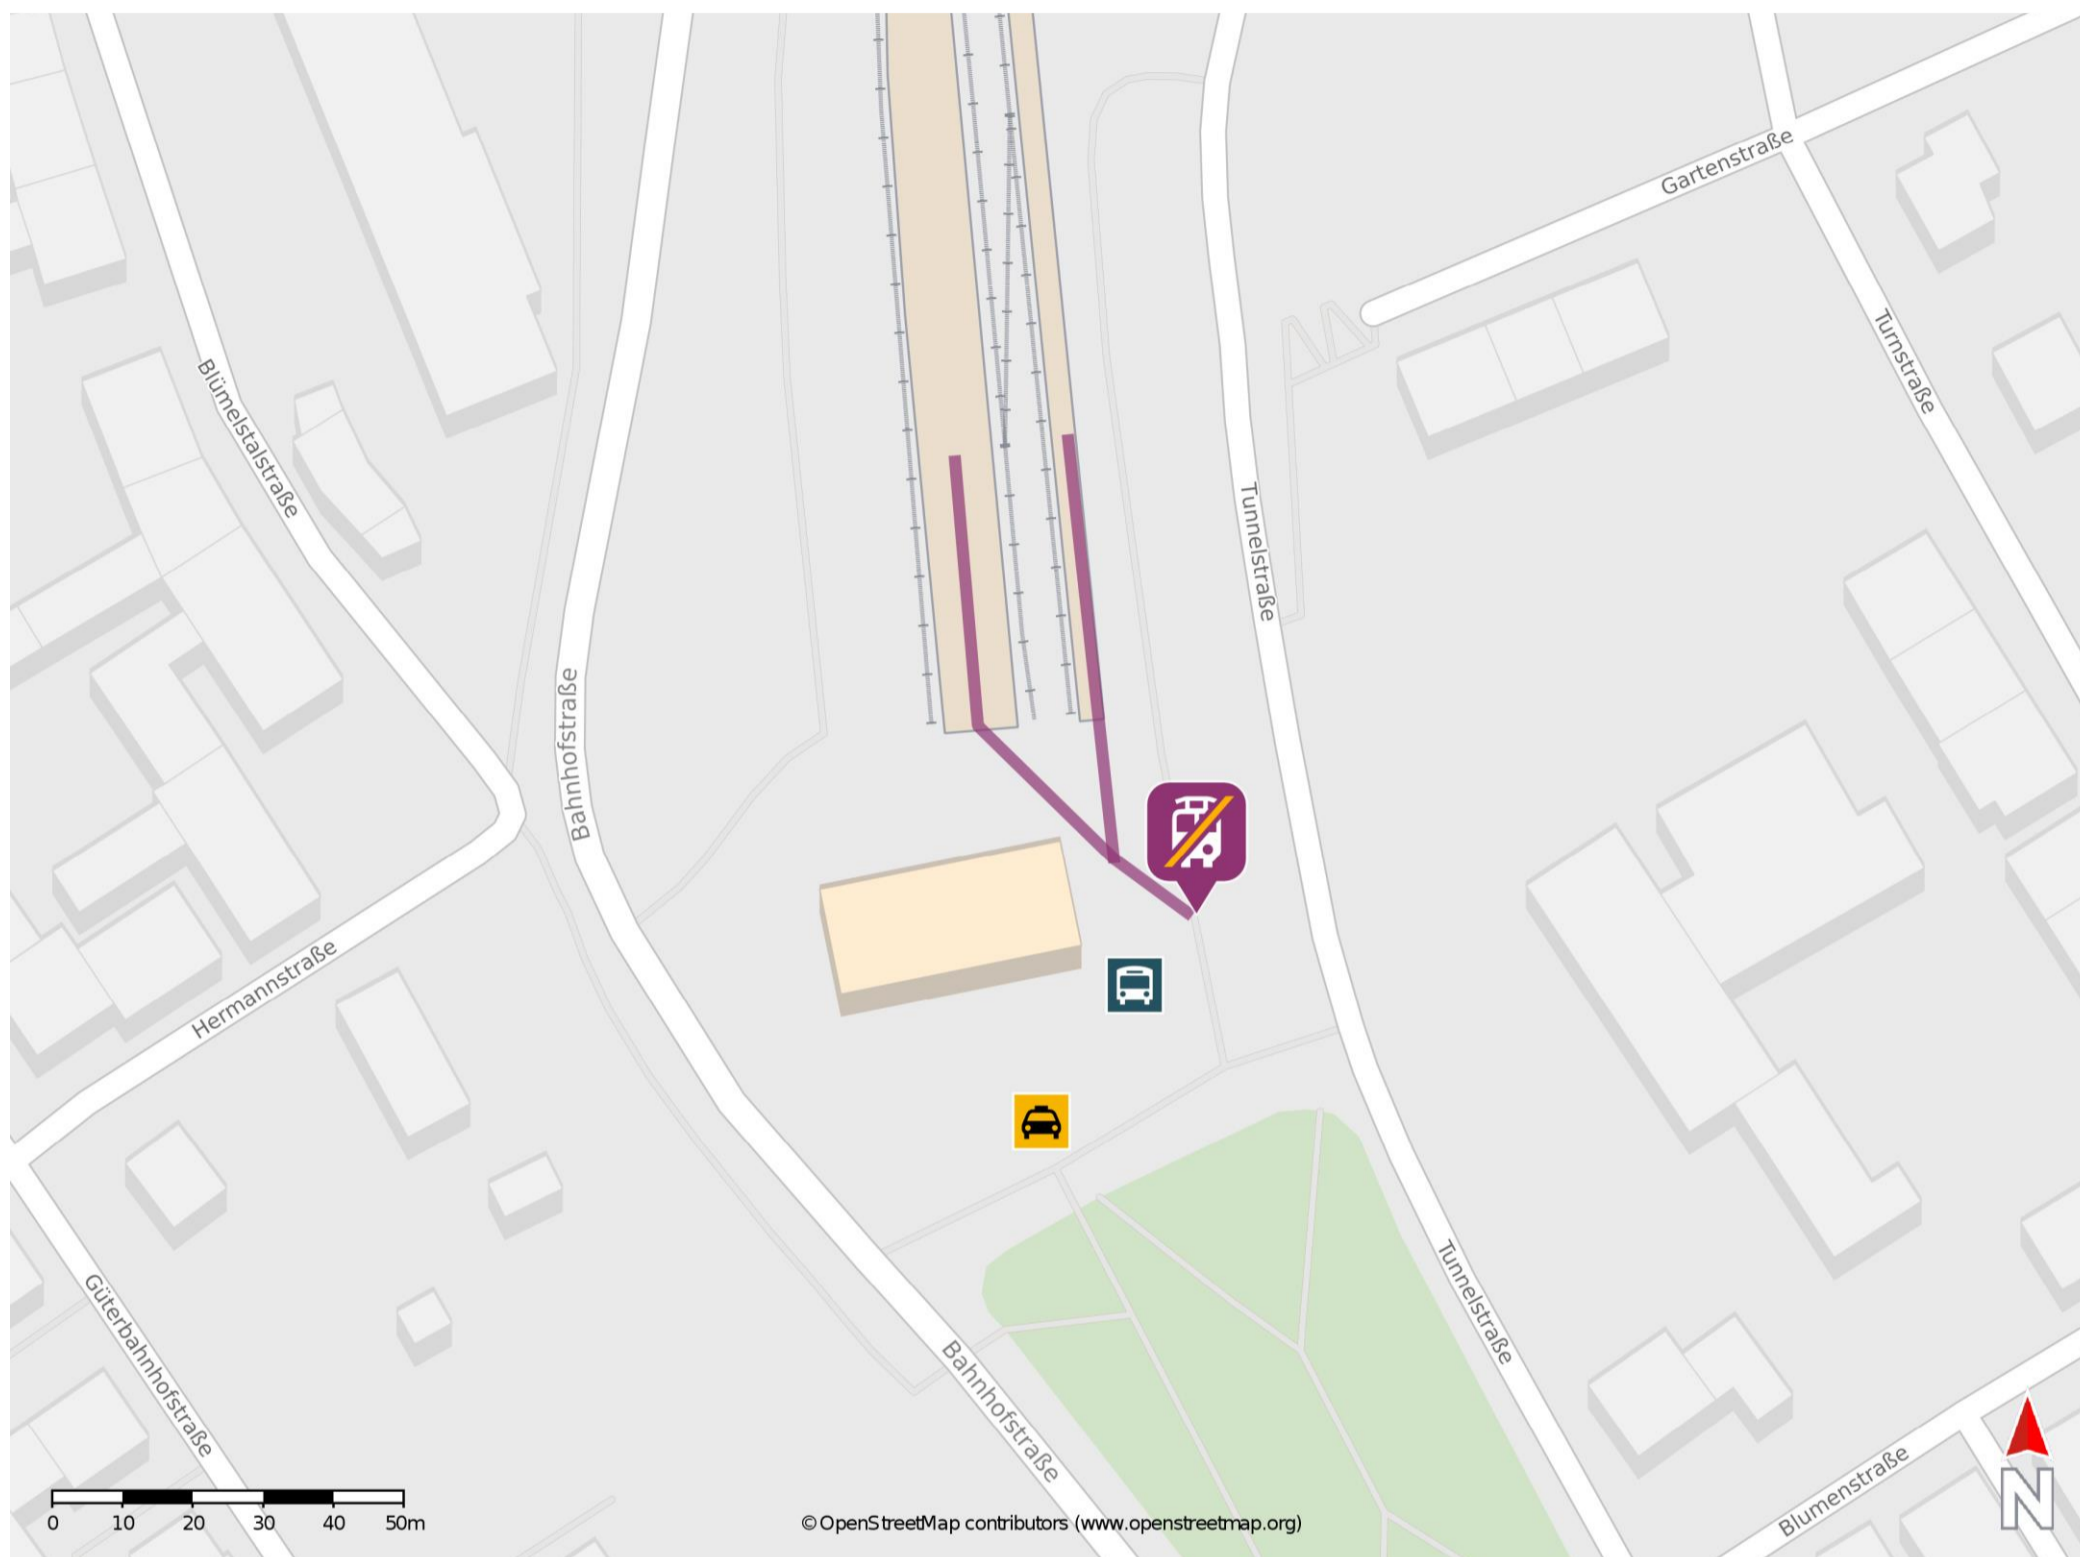 Gartenstraße
Turnstraße
Blümelstalstraße
Tunnelstraße
Bahnhofstraße
Hermannstraße
Tunnelstraße
Güterbahnhofstraße
Bahnhofstraße
Blumenstraße
N
0 10 20 30 40 50m
© OpenStreetMap contributors (www.openstreetmap.org)